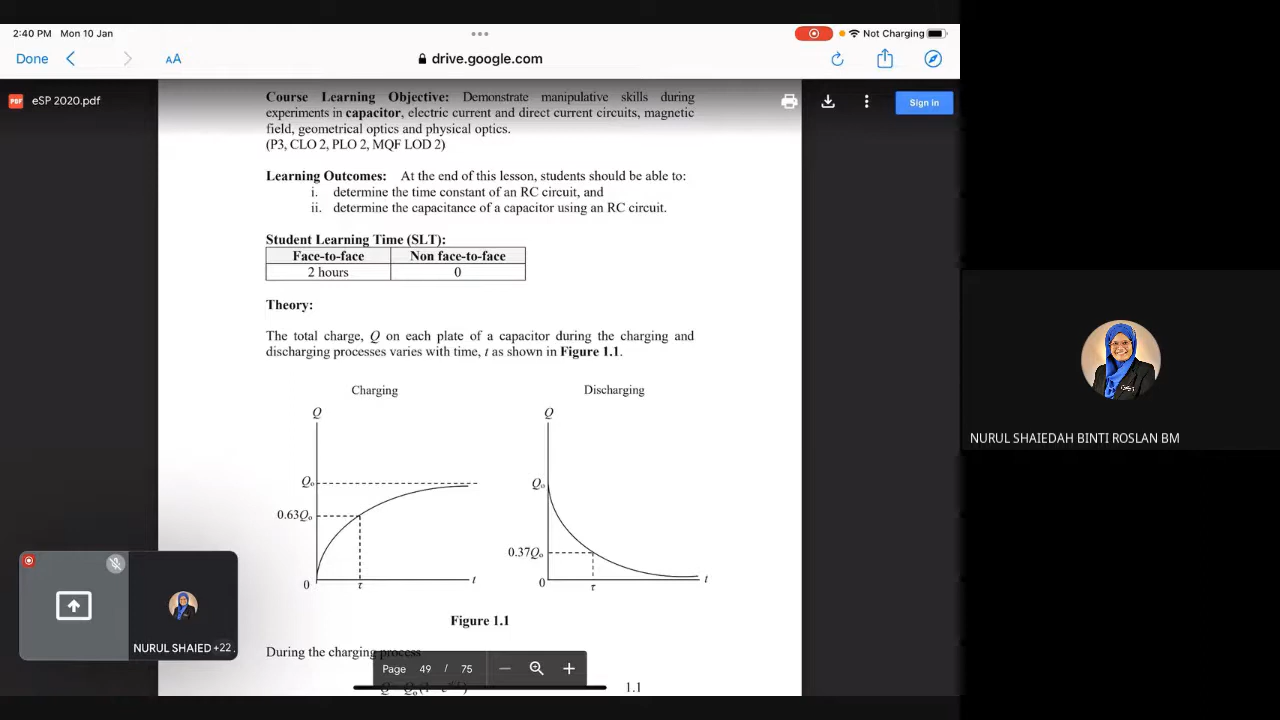 2:40 PM Mon 10 Jan
Not Charging
Done
AA
drive.google.com
PDF
eSP 2020.pdf
Sign in
Course Learning Objective: Demonstrate manipulative skills during
experiments in capacitor, electric current and direct current circuits, magnetic
field, geometrical optics and physical optics.
(P3, CLO 2, PLO 2, MQF LOD 2)
Learning Outcomes: At the end of this lesson, students should be able to:
i. determine the time constant of an RC circuit, and
ii. determine the capacitance of a capacitor using an RC circuit.
Student Learning Time (SLT):
Face-to-face Non face-to-face
2 hours 0
Theory:
The total charge, Q on each plate of a capacitor during the charging and
discharging processes varies with time, t as shown in Figure 1.1.
Charging
Q
Qₒ
0.63Qₒ
0
τ
t
Discharging
Q
Qₒ
0.37Qₒ
0
τ
t
Figure 1.1
During the charging process
1.1
Page 49 / 75
NURUL SHAIED +22
NURUL SHAIEDAH BINTI ROSLAN BM